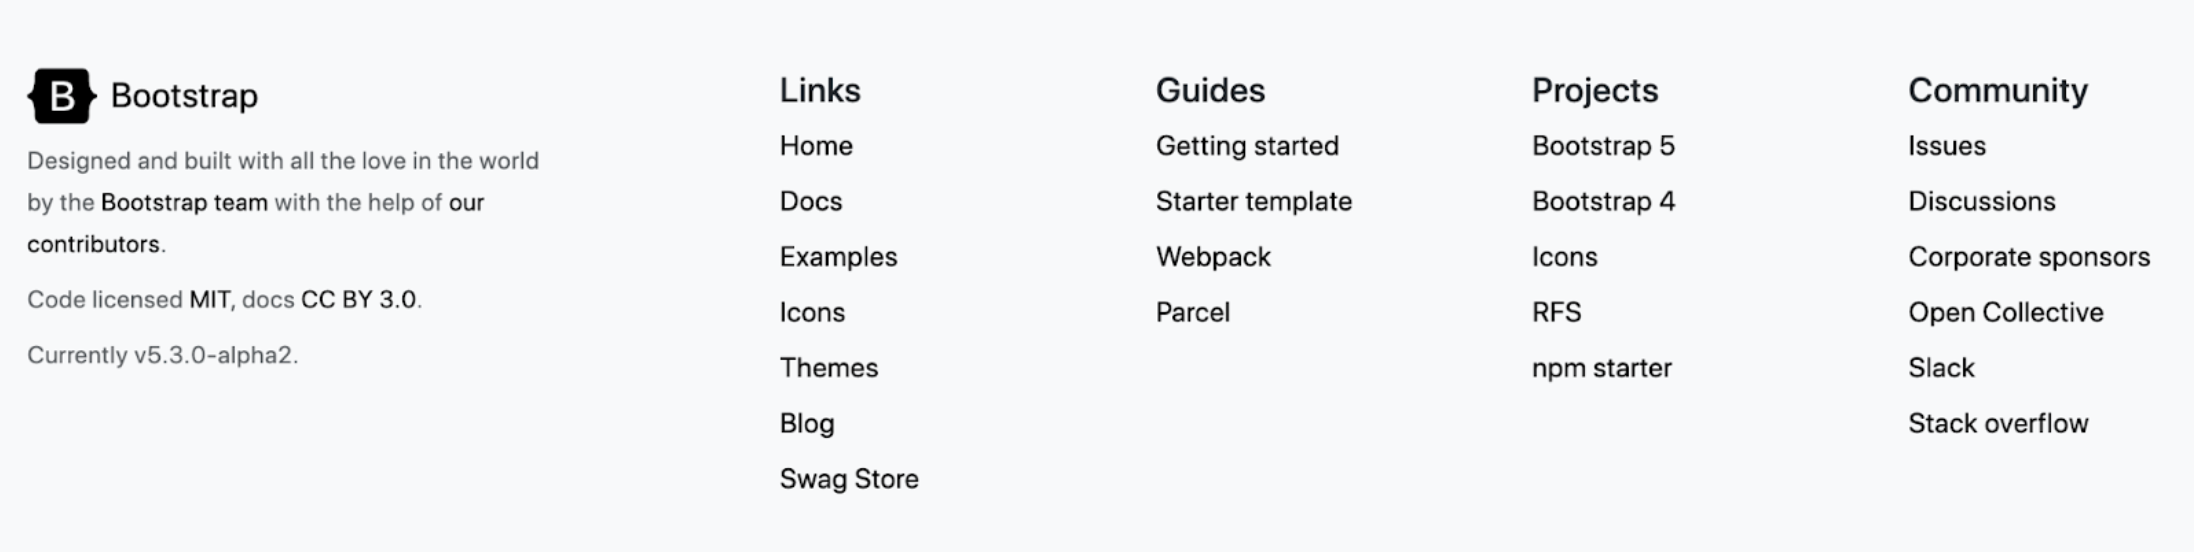 B Bootstrap
Designed and built with all the love in the world
by the Bootstrap team with the help of our
contributors.
Code licensed MIT, docs CC BY 3.0.
Currently v5.3.0-alpha2.
Links
Home
Docs
Examples
Icons
Themes
Blog
Swag Store
Guides
Getting started
Starter template
Webpack
Parcel
Projects
Bootstrap 5
Bootstrap 4
Icons
RFS
npm starter
Community
Issues
Discussions
Corporate sponsors
Open Collective
Slack
Stack overflow